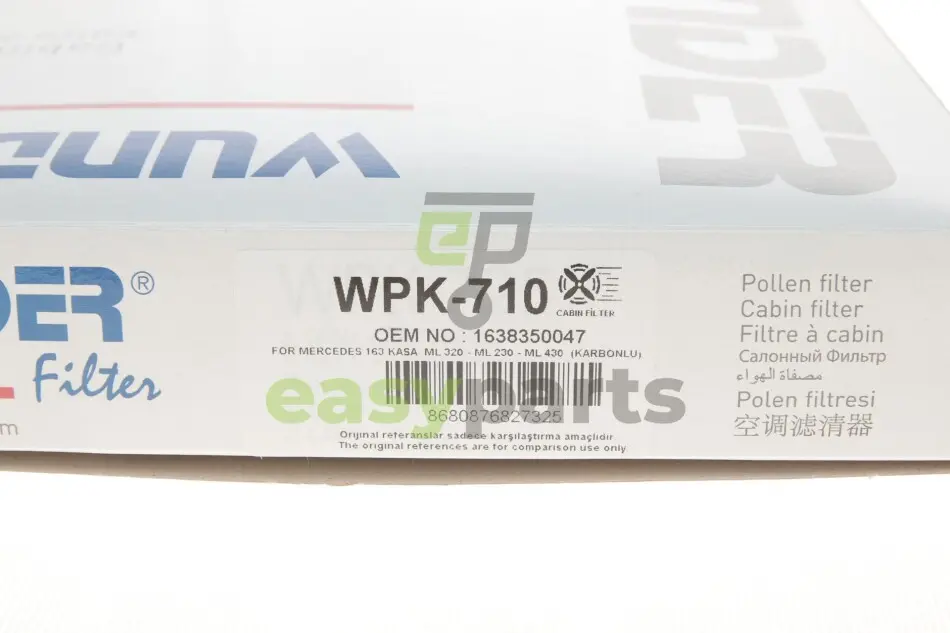 WPK-710
CABIN FILTER
OEM NO : 1638350047
FOR MERCEDES 163 KASA ML 320 - ML 230 - ML 430 (KARBONLU)
8680876827325
Orijinal referanslar sadece karşılaştırma amaçlıdır
The original references are for comparison use only
DER®
Filter
Pollen filter
Cabin filter
Filtre à cabin
Салонный Фильтр
مصفاة الهواء
Polen filtresi
空调滤清器
ep
easyparts